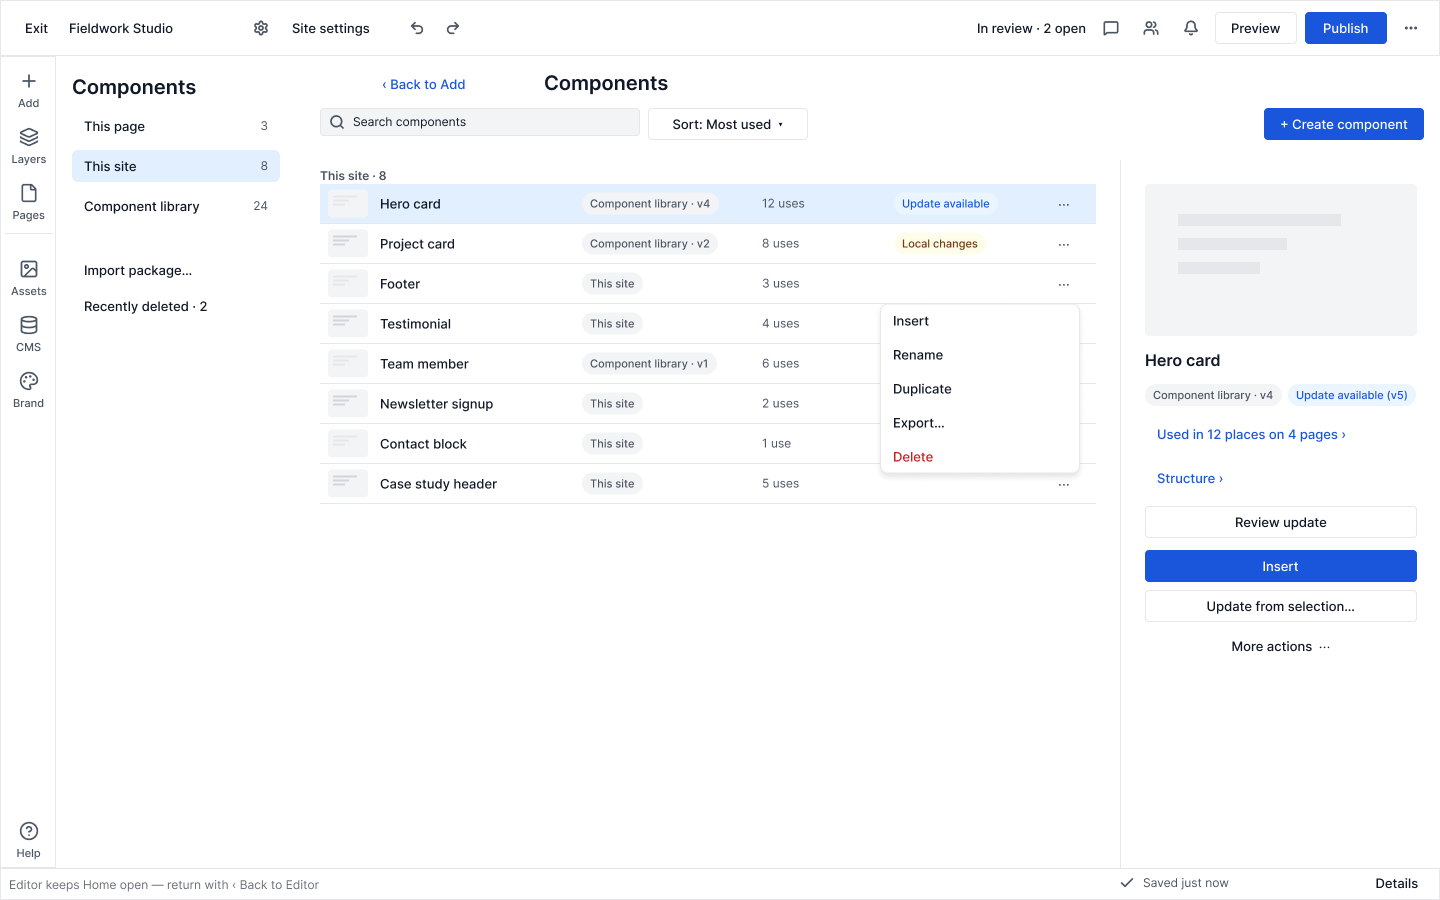 Exit Fieldwork Studio Site settings In review · 2 open Preview Publish ···
Add
Layers
Pages
Assets
CMS
Brand
Help
Components
This page 3
This site 8
Component library 24
Import package...
Recently deleted · 2
‹ Back to Add Components
Search components Sort: Most used ▾ + Create component
This site · 8
Hero card Component library · v4 12 uses Update available ···
Project card Component library · v2 8 uses Local changes ···
Footer This site 3 uses ···
Testimonial This site 4 uses
Team member Component library · v1 6 uses
Newsletter signup This site 2 uses
Contact block This site 1 use
Case study header This site 5 uses ···
Insert
Rename
Duplicate
Export...
Delete
Hero card
Component library · v4 Update available (v5)
Used in 12 places on 4 pages ›
Structure ›
Review update
Insert
Update from selection...
More actions ···
Editor keeps Home open — return with ‹ Back to Editor Saved just now Details